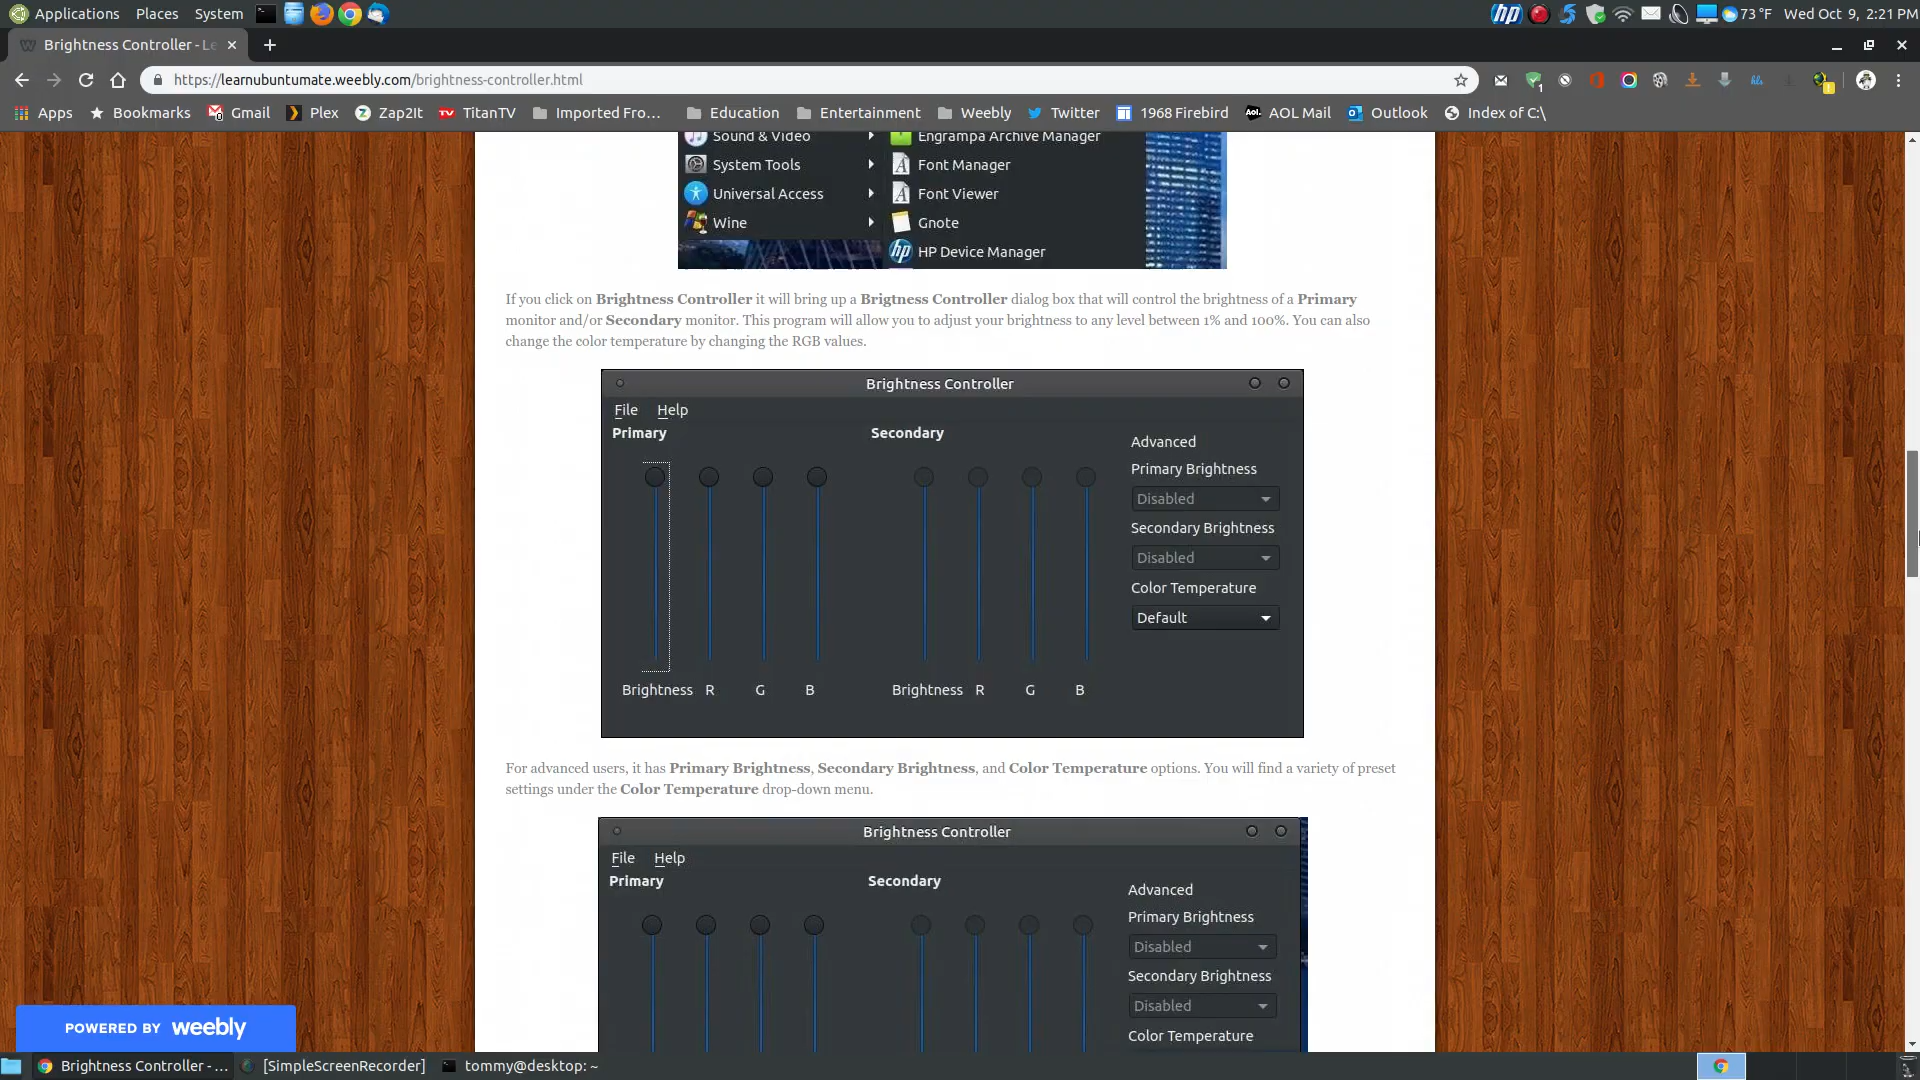 Applications Places System
73 °F Wed Oct 9, 2:21 PM
Brightness Controller - Le
https://learnubuntumate.weebly.com/brightness-controller.html
Apps Bookmarks Gmail Plex Zap2It TitanTV Imported Fro... Education Entertainment Weebly Twitter 1968 Firebird AOL Mail Outlook Index of C:\
Sound & Video Engrampa Archive Manager
System Tools Font Manager
Universal Access Font Viewer
Wine Gnote
HP Device Manager
If you click on Brightness Controller it will bring up a Brigtness Controller dialog box that will control the brightness of a Primary
monitor and/or Secondary monitor. This program will allow you to adjust your brightness to any level between 1% and 100%. You can also
change the color temperature by changing the RGB values.
Brightness Controller
File Help
Primary Secondary
Advanced
Primary Brightness
Disabled
Secondary Brightness
Disabled
Color Temperature
Default
Brightness R G B Brightness R G B
For advanced users, it has Primary Brightness, Secondary Brightness, and Color Temperature options. You will find a variety of preset
settings under the Color Temperature drop-down menu.
Brightness Controller
File Help
Primary Secondary
Advanced
Primary Brightness
Disabled
Secondary Brightness
Disabled
Color Temperature
POWERED BY weebly
Brightness Controller - ... [SimpleScreenRecorder] tommy@desktop: ~